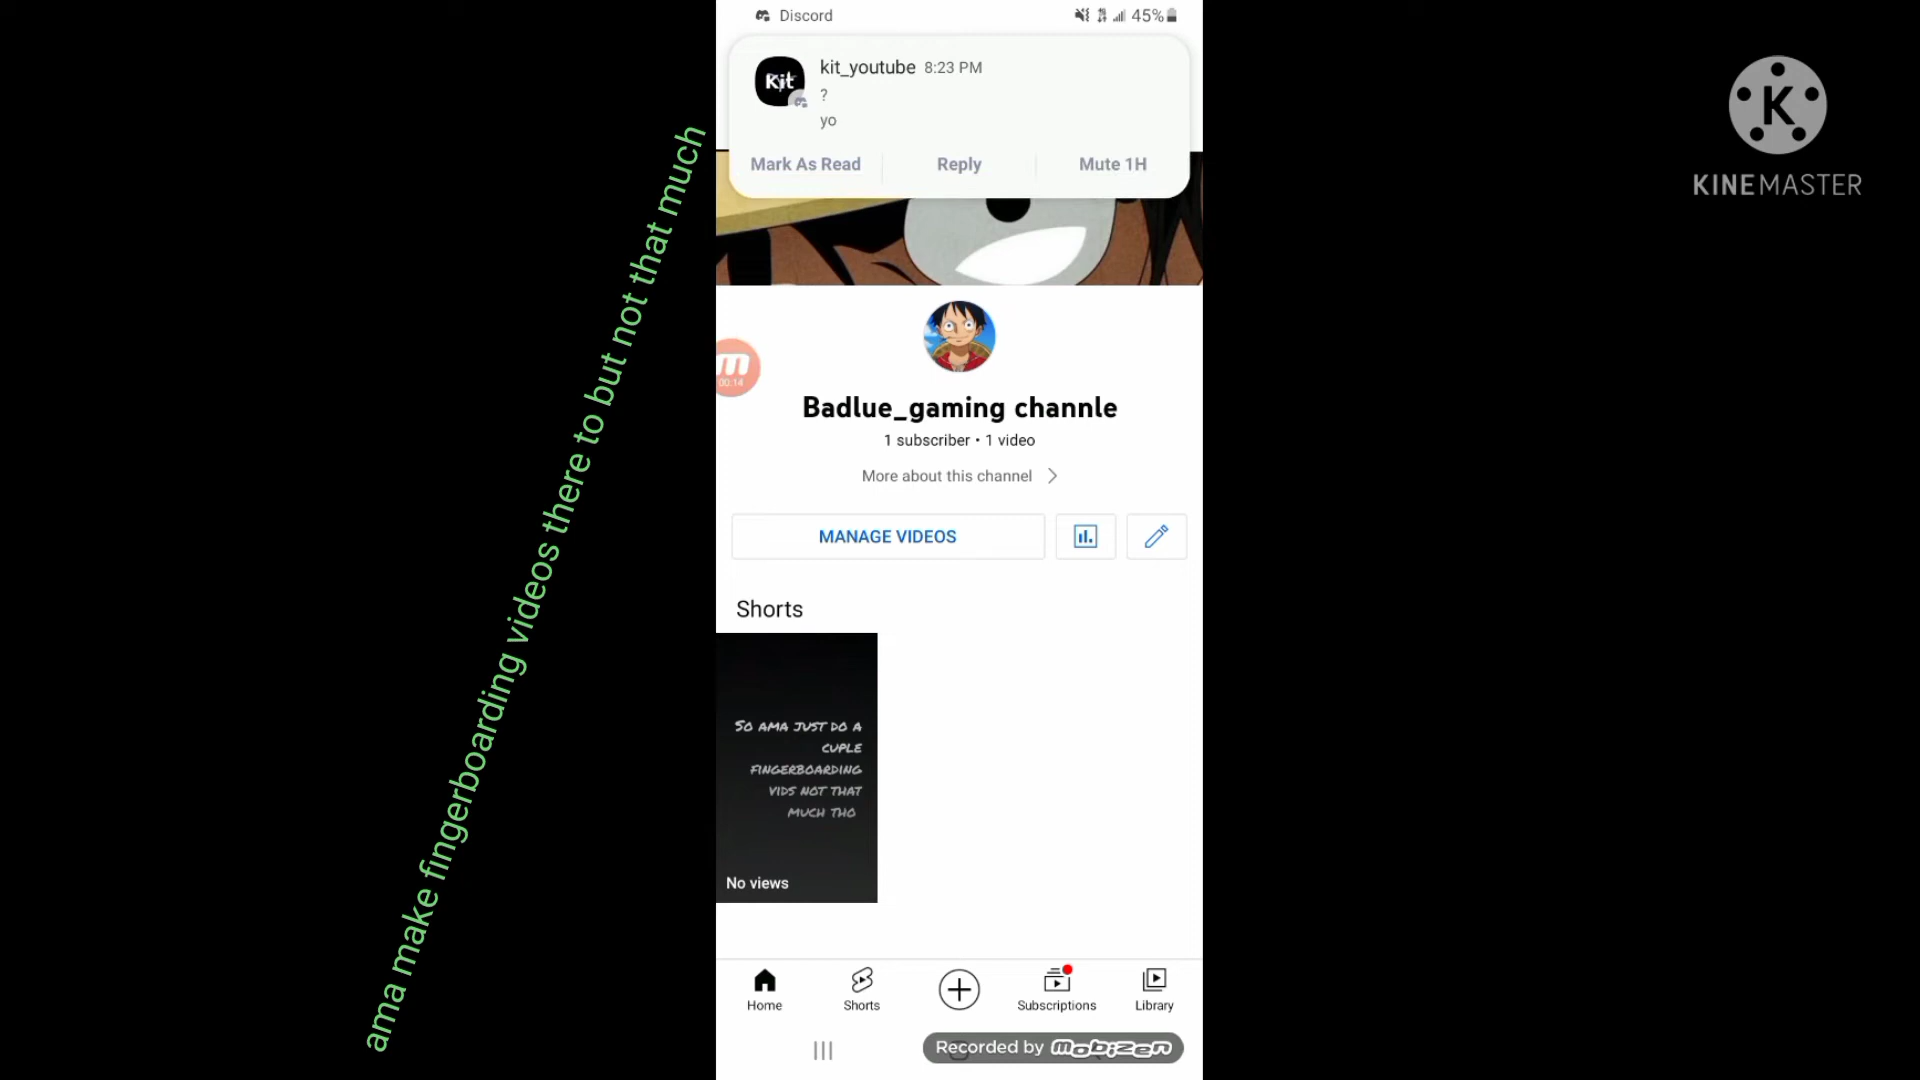 Discord
45%
kit_youtube 8:23 PM
?
yo
Mark As Read
Reply
Mute 1H
Kit
K
KINEMASTER
ama make fingerboarding videos there to but not that much
m
00:14
Badlue_gaming channle
1 subscriber • 1 video
More about this channel
MANAGE VIDEOS
Shorts
SO AMA JUST DO A
CUPLE
FINGERBOARDING
VIDS NOT THAT
MUCH THO
No views
Home
Shorts
Subscriptions
Library
Recorded by mobizen